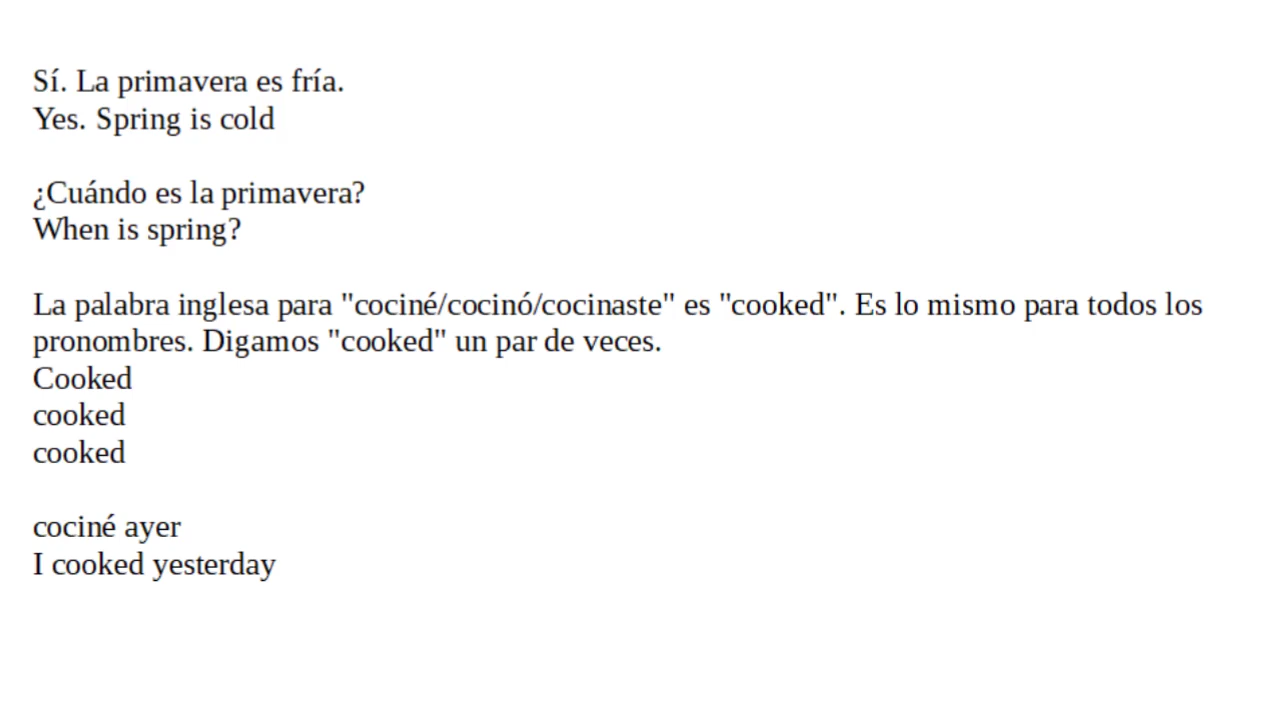 Sí. La primavera es fría.
Yes. Spring is cold
¿Cuándo es la primavera?
When is spring?
La palabra inglesa para "cociné/cocinó/cocinaste" es "cooked". Es lo mismo para todos los
pronombres. Digamos "cooked" un par de veces.
Cooked
cooked
cooked
cociné ayer
I cooked yesterday